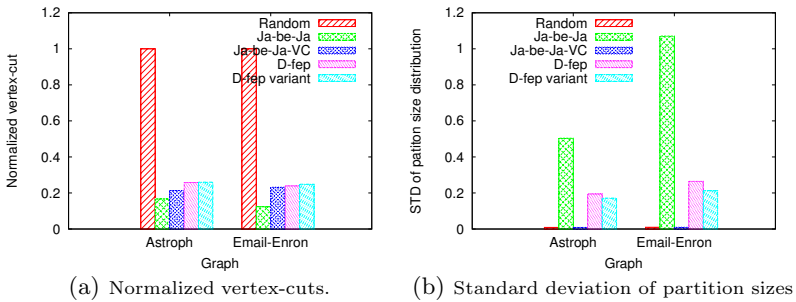 1.2
1
0.8
0.6
0.4
0.2
0
Normalized vertex-cut
Random
Ja-be-Ja
Ja-be-Ja-VC
D-fep
D-fep variant
Astroph
Email-Enron
Graph
(a) Normalized vertex-cuts.
1.2
1
0.8
0.6
0.4
0.2
0
STD of patition size distribution
Random
Ja-be-Ja
Ja-be-Ja-VC
D-fep
D-fep variant
Astroph
Email-Enron
Graph
(b) Standard deviation of partition sizes